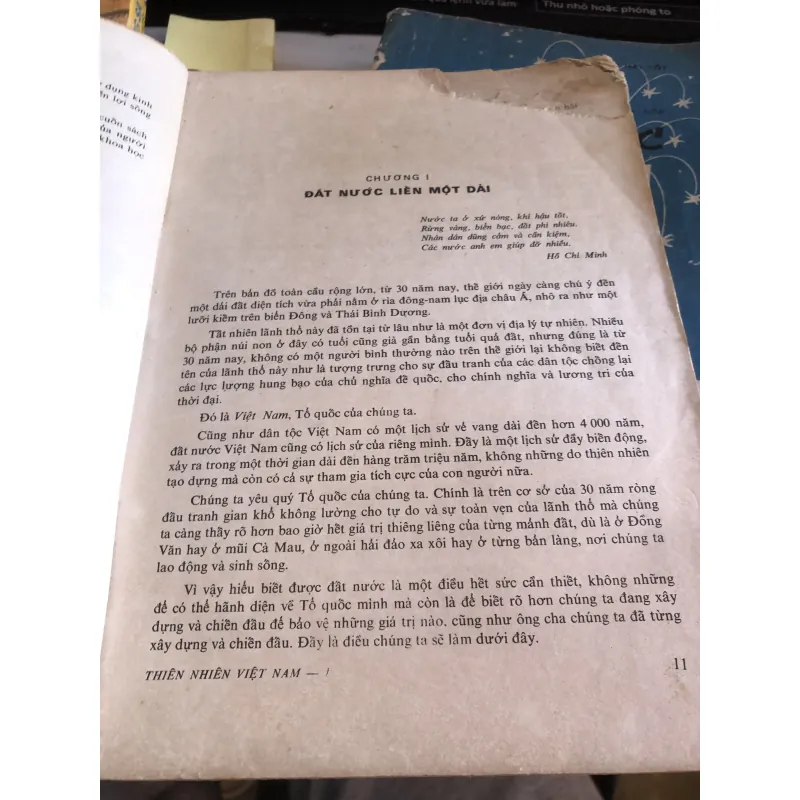 Thu nhỏ hoặc phóng to
dụng kinh
lợi sông
cuốn sách
của người
khoa học
CHƯƠNG I
ĐẤT NƯỚC LIỀN MỘT DẢI
Nước ta ở xứ nóng, khí hậu tốt,
Rừng vàng, biển bạc, đất phì nhiêu.
Nhân dân dũng cảm và cần kiệm,
Các nước anh em giúp đỡ nhiều.
Hồ Chí Minh
Trên bản đồ toàn cầu rộng lớn, từ 30 năm nay, thế giới ngày càng chú ý đến
một dải đất diện tích vừa phải nằm ở rìa đông-nam lục địa châu Á, nhô ra như một
lưỡi kiếm trên biển Đông và Thái Bình Dương.
Tất nhiên lãnh thổ này đã tồn tại từ lâu như là một đơn vị địa lý tự nhiên. Nhiều
bộ phận núi non ở đây có tuổi cũng già gần bằng tuổi quả đất, nhưng đúng là từ
30 năm nay, không có một người bình thường nào trên thế giới lại không biết đến
tên của lãnh thổ này như là tượng trưng cho sự đấu tranh của các dân tộc chống lại
các lực lượng hung bạo của chủ nghĩa đế quốc, cho chính nghĩa và lương tri của
thời đại.
Đó là Việt Nam, Tổ quốc của chúng ta.
Cũng như dân tộc Việt Nam có một lịch sử vẻ vang dài đến hơn 4 000 năm,
đất nước Việt Nam cũng có lịch sử của riêng mình. Đây là một lịch sử đầy biến động,
xảy ra trong một thời gian dài đến hàng trăm triệu năm, không những do thiên nhiên
tạo dựng mà còn có cả sự tham gia tích cực của con người nữa.
Chúng ta yêu quý Tổ quốc của chúng ta. Chính là trên cơ sở của 30 năm ròng
đấu tranh gian khổ không lường cho tự do và sự toàn vẹn của lãnh thổ mà chúng
ta càng thấy rõ hơn bao giờ hết giá trị thiêng liêng của từng mảnh đất, dù là ở Đồng
Văn hay ở mũi Cà Mau, ở ngoài hải đảo xa xôi hay ở từng bản làng, nơi chúng ta
lao động và sinh sống.
Vì vậy hiểu biết được đất nước là một điều hết sức cần thiết, không những
để có thể hãnh diện về Tổ quốc mình mà còn là để biết rõ hơn chúng ta đang xây
dựng và chiến đấu để bảo vệ những giá trị nào, cũng như ông cha chúng ta đã từng
xây dựng và chiến đấu. Đây là điều chúng ta sẽ làm dưới đây.
THIÊN NHIÊN VIỆT NAM — 1
11